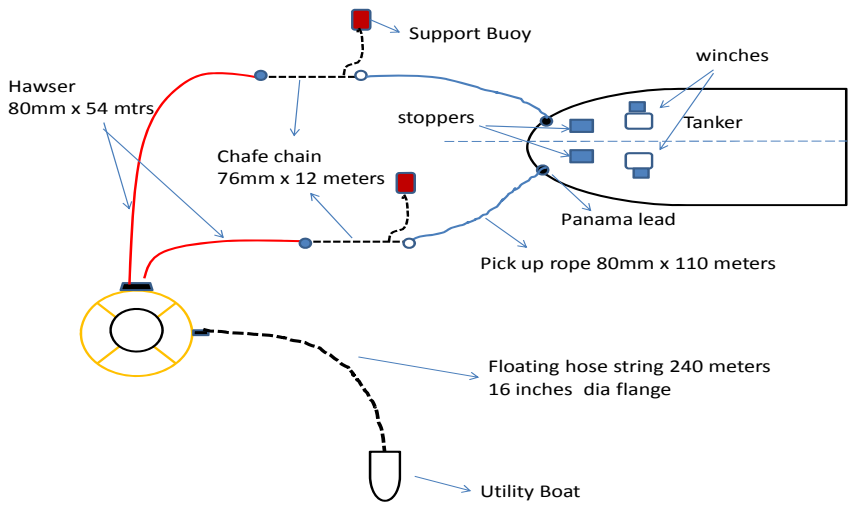 Support Buoy
winches
Hawser
80mm x 54 mtrs
stoppers
Tanker
Chafe chain
76mm x 12 meters
Panama lead
Pick up rope 80mm x 110 meters
Floating hose string 240 meters
16 inches  dia flange
Utility Boat